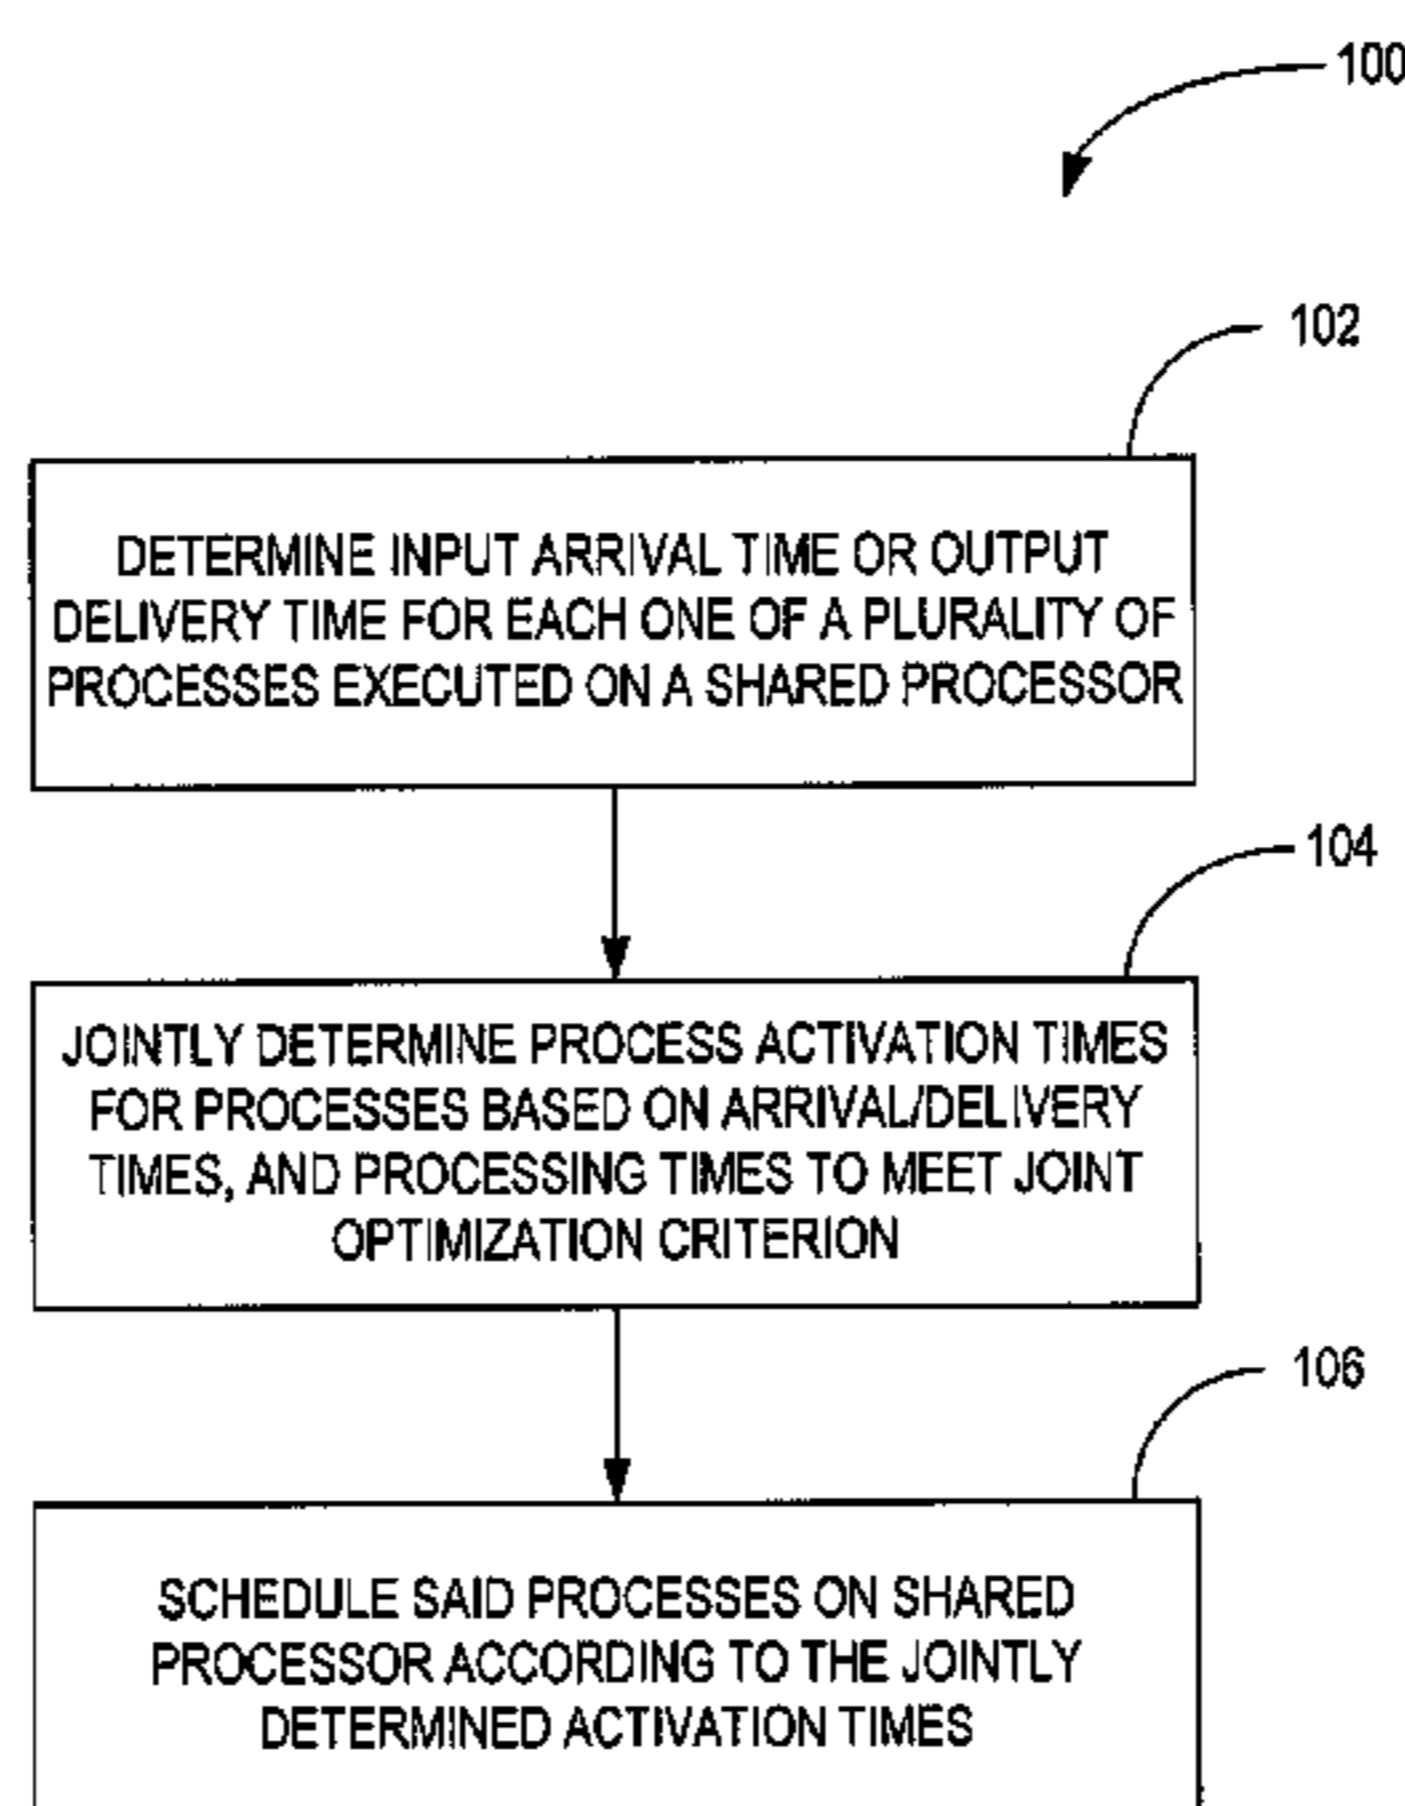 100
102
DETERMINE INPUT ARRIVAL TIME OR OUTPUT
DELIVERY TIME FOR EACH ONE OF A PLURALITY OF
PROCESSES EXECUTED ON A SHARED PROCESSOR
104
JOINTLY DETERMINE PROCESS ACTIVATION TIMES
FOR PROCESSES BASED ON ARRIVAL/DELIVERY
TIMES, AND PROCESSING TIMES TO MEET JOINT
OPTIMIZATION CRITERION
106
SCHEDULE SAID PROCESSES ON SHARED
PROCESSOR ACCORDING TO THE JOINTLY
DETERMINED ACTIVATION TIMES